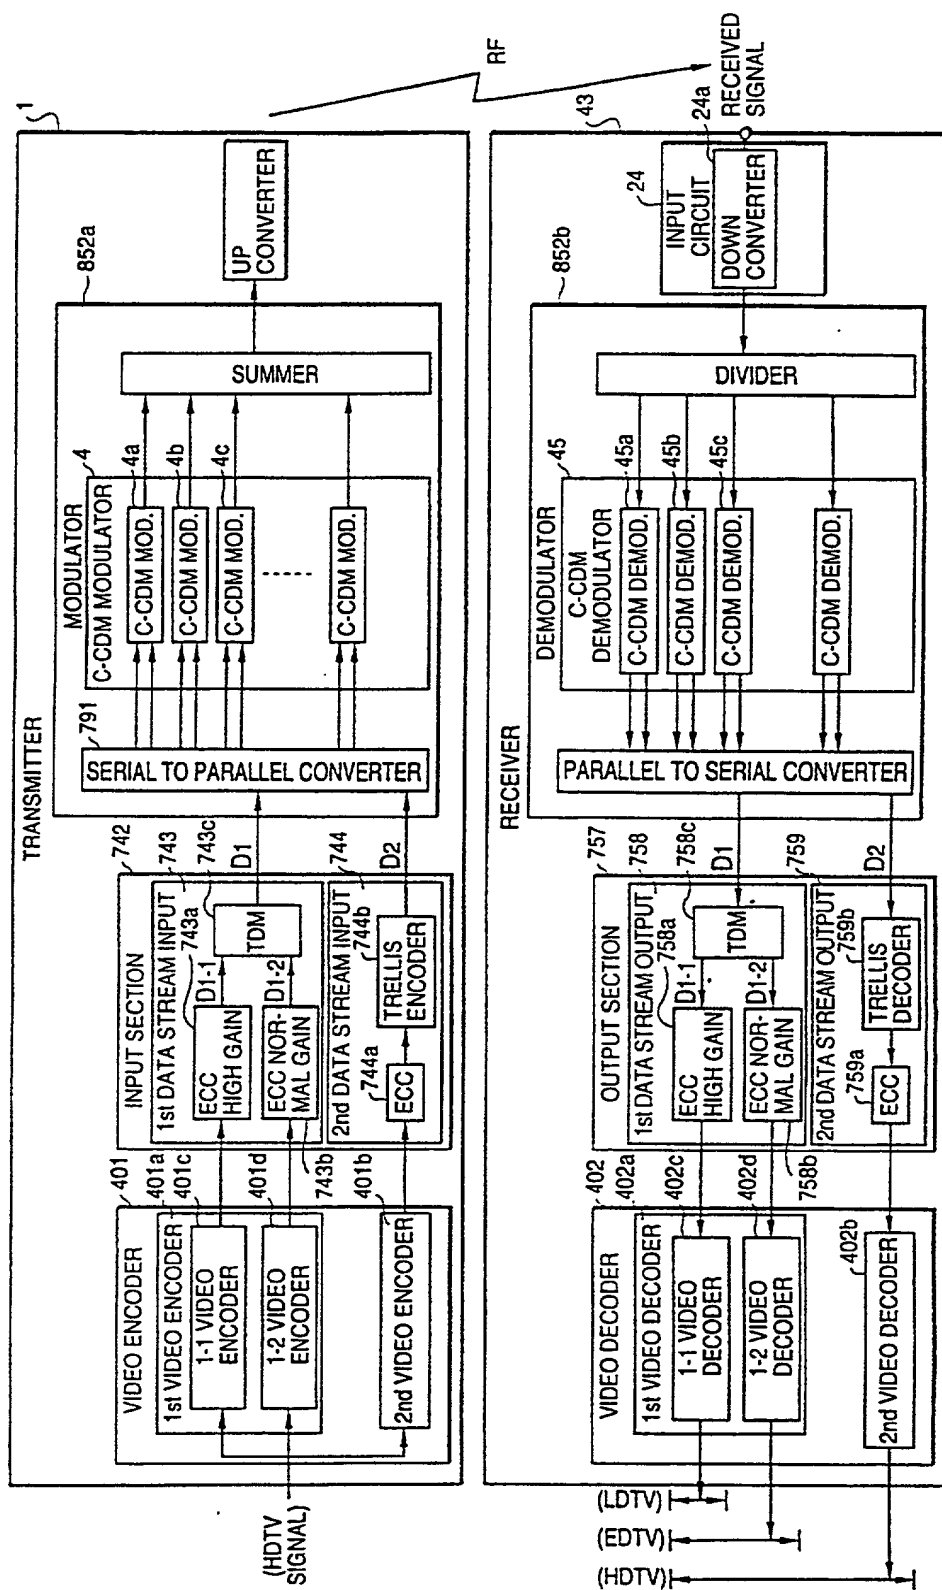 TRANSMITTER
1
VIDEO ENCODER
401
1st VIDEO ENCODER
401a
1-1 VIDEO
ENCODER
401c
1-2 VIDEO
ENCODER
401d
2nd VIDEO ENCODER
401b
(HDTV
SIGNAL)
INPUT SECTION
742
1st DATA STREAM INPUT
743
ECC
HIGH GAIN
743a
ECC NOR-
MAL GAIN
743b
D1-1
D1-2
TDM
743c
2nd DATA STREAM INPUT
744
ECC
744a
TRELLIS
ENCODER
744b
D1
D2
852a
SERIAL TO PARALLEL CONVERTER
791
MODULATOR
C-CDM MODULATOR
4
C-CDM MOD.
4a
C-CDM MOD.
4b
C-CDM MOD.
4c
C-CDM MOD.
SUMMER
UP
CONVERTER
RF
RECEIVED
SIGNAL
RECEIVER
43
INPUT
CIRCUIT
24
DOWN
CONVERTER
24a
852b
DIVIDER
DEMODULATOR
C-CDM
DEMODULATOR
45
C-CDM DEMOD.
45a
C-CDM DEMOD.
45b
C-CDM DEMOD.
45c
C-CDM DEMOD.
PARALLEL TO SERIAL CONVERTER
D1
D2
OUTPUT SECTION
757
1st DATA STREAM OUTPUT
758
TDM
758c
D1-1
D1-2
ECC
HIGH GAIN
758a
ECC NOR-
MAL GAIN
758b
2nd DATA STREAM OUTPUT
759
TRELLIS
DECODER
759b
ECC
759a
VIDEO DECODER
402
1st VIDEO DECODER
402a
1-1 VIDEO
DECODER
402c
1-2 VIDEO
DECODER
402d
2nd VIDEO DECODER
402b
(LDTV)
(EDTV)
(HDTV)